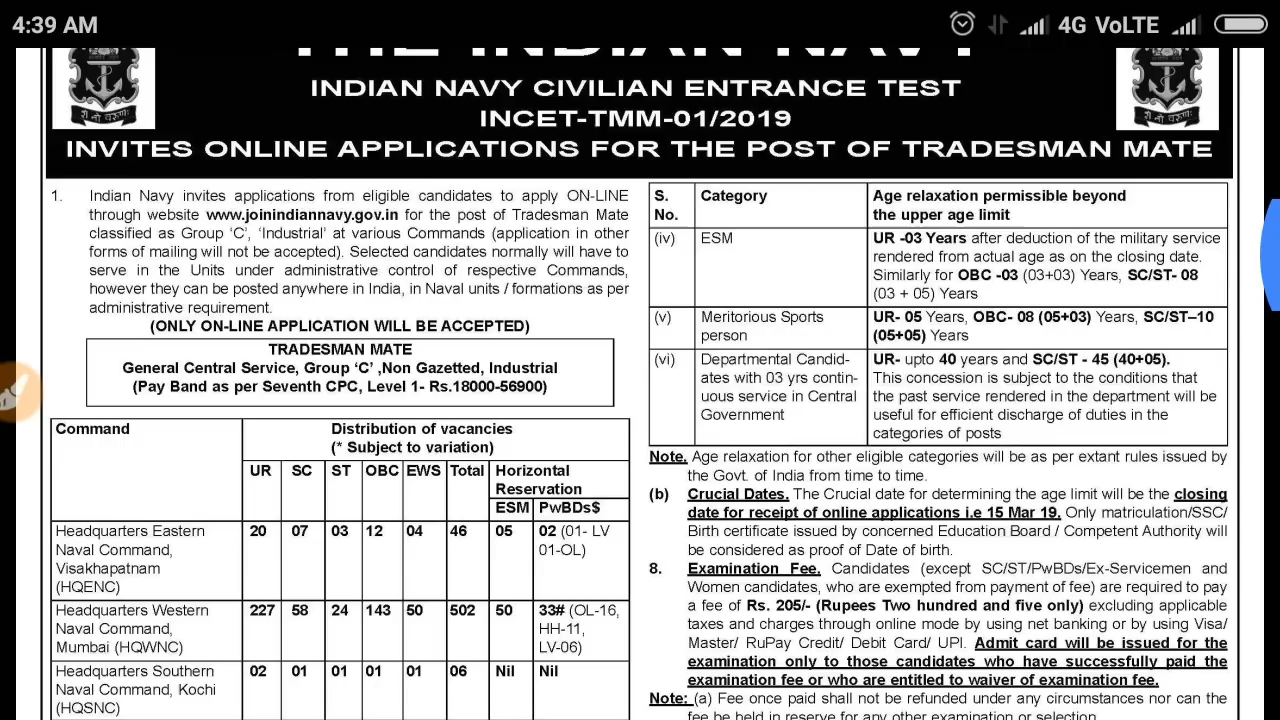 4:39 AM
4G VoLTE
THE INDIAN NAVY
INDIAN NAVY CIVILIAN ENTRANCE TEST
INCET-TMM-01/2019
INVITES ONLINE APPLICATIONS FOR THE POST OF TRADESMAN MATE
1. Indian Navy invites applications from eligible candidates to apply ON-LINE
through website www.joinindiannavy.gov.in for the post of Tradesman Mate
classified as Group ‘C’, ‘Industrial’ at various Commands (application in other
forms of mailing will not be accepted). Selected candidates normally will have to
serve in the Units under administrative control of respective Commands,
however they can be posted anywhere in India, in Naval units / formations as per
administrative requirement.
(ONLY ON-LINE APPLICATION WILL BE ACCEPTED)
TRADESMAN MATE
General Central Service, Group ‘C’ ,Non Gazetted, Industrial
(Pay Band as per Seventh CPC, Level 1- Rs.18000-56900)
Command Distribution of vacancies
(* Subject to variation)
UR SC ST OBC EWS Total Horizontal
Reservation
ESM PwBDs$
Headquarters Eastern 20 07 03 12 04 46 05 02 (01- LV
Naval Command, 01-OL)
Visakhapatnam
(HQENC)
Headquarters Western 227 58 24 143 50 502 50 33# (OL-16,
Naval Command, HH-11,
Mumbai (HQWNC) LV-06)
Headquarters Southern 02 01 01 01 01 06 Nil Nil
Naval Command, Kochi
(HQSNC)
S. Category Age relaxation permissible beyond
No. the upper age limit
(iv) ESM UR -03 Years after deduction of the military service
rendered from actual age as on the closing date.
Similarly for OBC -03 (03+03) Years, SC/ST- 08
(03 + 05) Years
(v) Meritorious Sports UR- 05 Years, OBC- 08 (05+03) Years, SC/ST–10
person (05+05) Years
(vi) Departmental Candid- UR- upto 40 years and SC/ST - 45 (40+05).
ates with 03 yrs contin- This concession is subject to the conditions that
uous service in Central the past service rendered in the department will be
Government useful for efficient discharge of duties in the
categories of posts
Note. Age relaxation for other eligible categories will be as per extant rules issued by
the Govt. of India from time to time.
(b) Crucial Dates. The Crucial date for determining the age limit will be the closing
date for receipt of online applications i.e 15 Mar 19. Only matriculation/SSC/
Birth certificate issued by concerned Education Board / Competent Authority will
be considered as proof of Date of birth.
8. Examination Fee. Candidates (except SC/ST/PwBDs/Ex-Servicemen and
Women candidates, who are exempted from payment of fee) are required to pay
a fee of Rs. 205/- (Rupees Two hundred and five only) excluding applicable
taxes and charges through online mode by using net banking or by using Visa/
Master/ RuPay Credit/ Debit Card/ UPI. Admit card will be issued for the
examination only to those candidates who have successfully paid the
examination fee or who are entitled to waiver of examination fee.
Note: (a) Fee once paid shall not be refunded under any circumstances nor can the
fee be held in reserve for any other examination or selection.